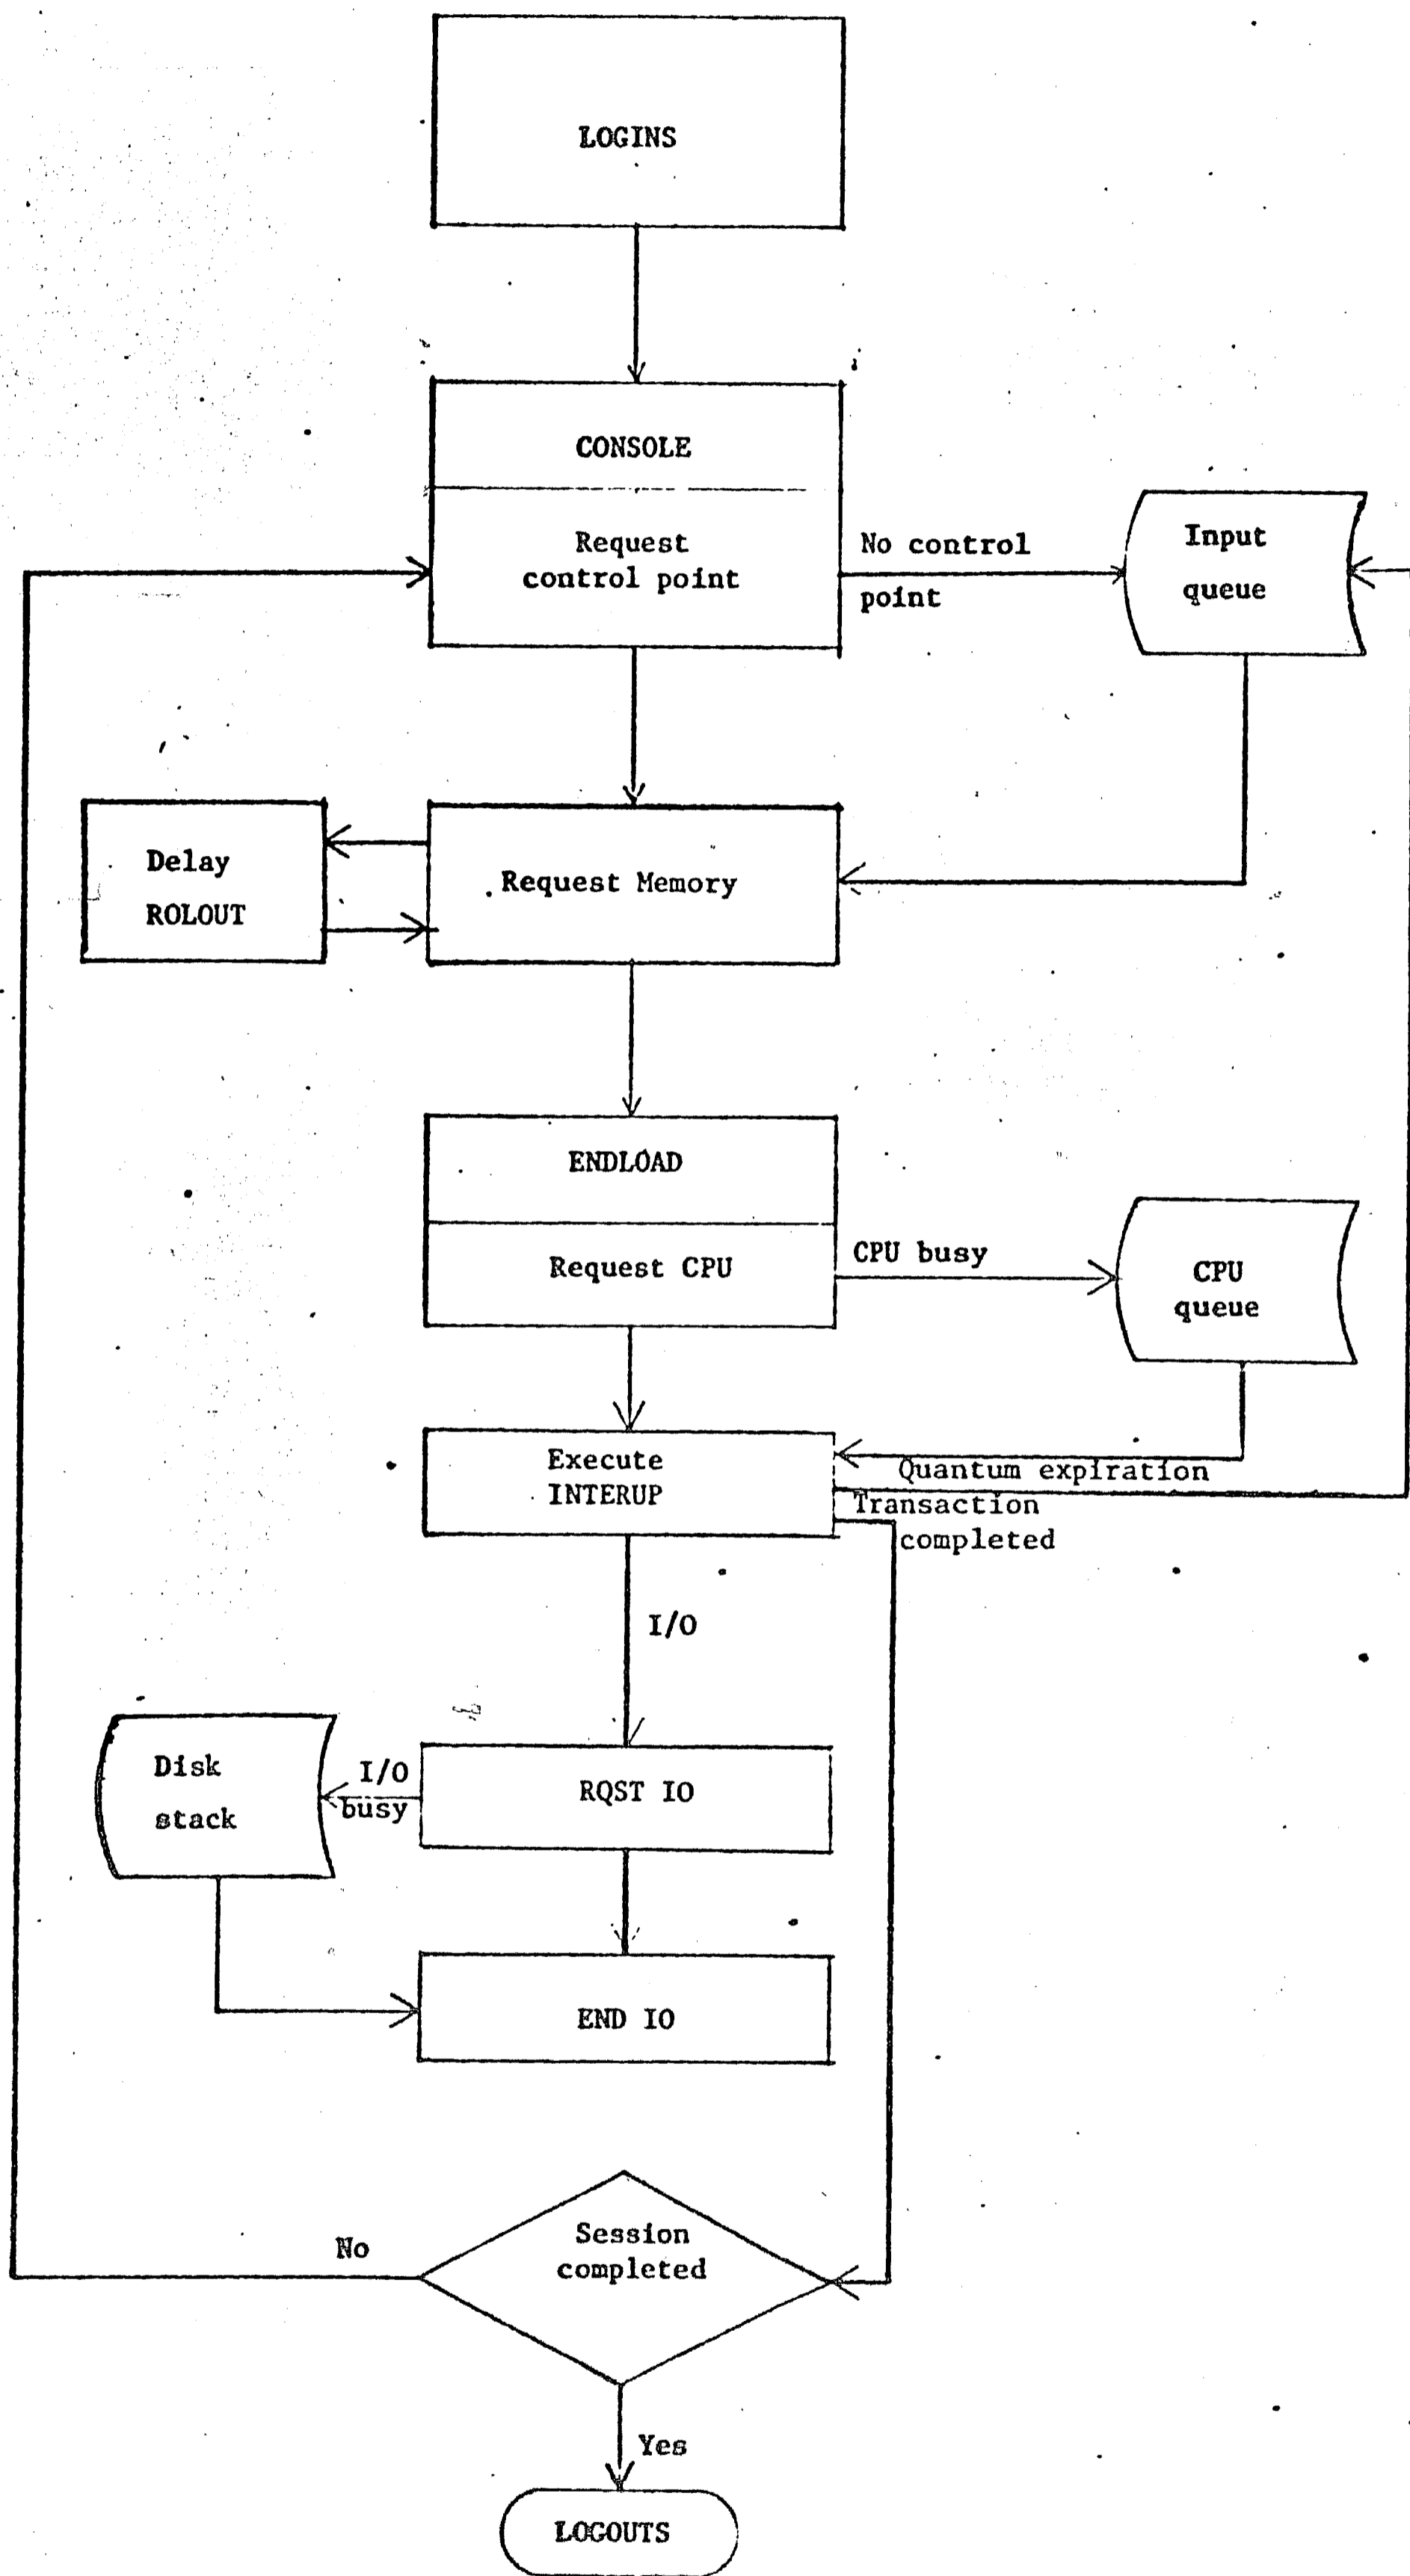 LOGINS
CONSOLE
Request
control point
No control
point
Input
queue
Delay
ROLOUT
Request Memory
ENDLOAD
Request CPU
CPU busy
CPU
queue
Execute
INTERUP
Quantum expiration
Transaction
completed
I/O
Disk
stack
I/O
busy
RQST IO
END IO
Session
completed
No
Yes
LOGOUTS